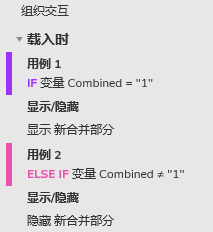 组织交互
载入时
用例 1
IF 变量 Combined = "1"
显示/隐藏
显示 新合并部分
用例 2
ELSE IF 变量 Combined ≠ "1"
显示/隐藏
隐藏 新合并部分